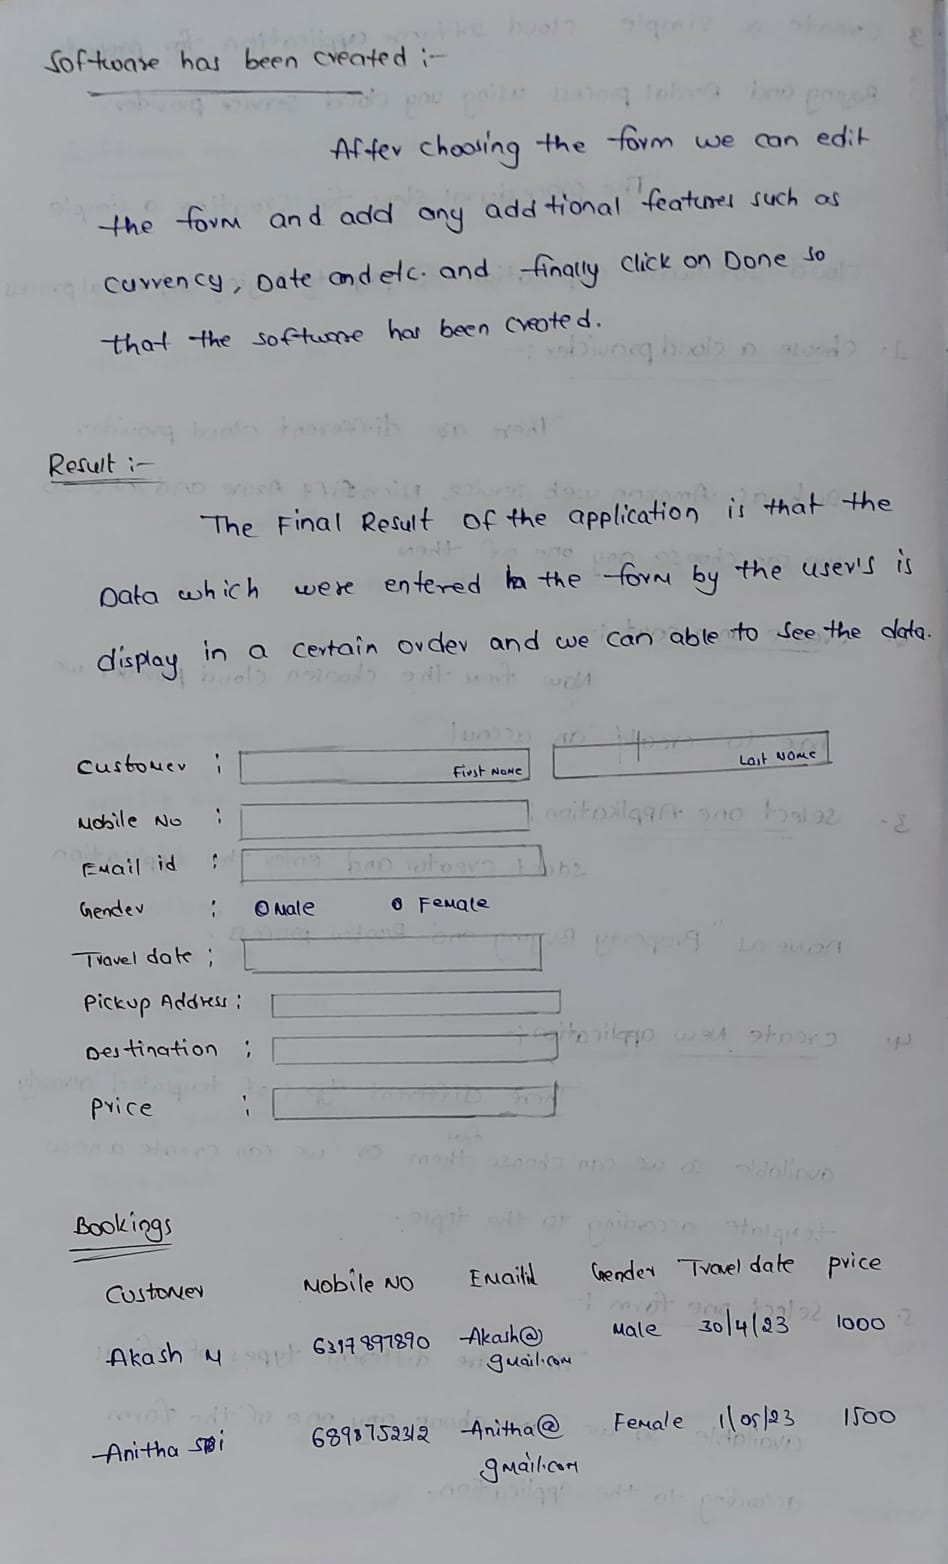 Software has been created :-
After choosing the form we can edit
the form and add any addtional features such as
currency, Date and etc. and finally click on Done so
that the software has been created.
Result :-
The Final Result of the application is that the
Data which were entered in the form by the user's is
display in a certain order and we can able to see the data.
Customer : First Name Last Name
Mobile No :
Email id :
Gender : Male Female
Travel date :
Pickup Address :
Destination :
Price :
Bookings
Customer Mobile NO Emailid Gender Travel date price
Akash M 6397897890 Akash@ Male 30/4/23 1000
gmail.com
Anitha 6898752312 Anitha@ Female 1/05/23 1500
gmail.com